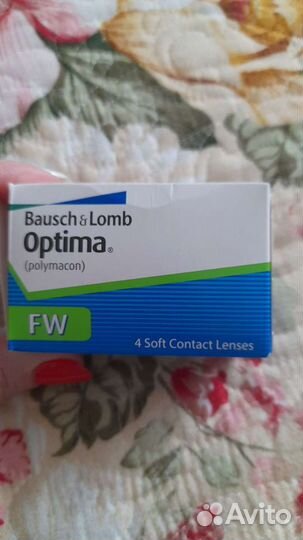 Bausch & Lomb
Optima®
(polymacon)
FW
4 Soft Contact Lenses
Avito